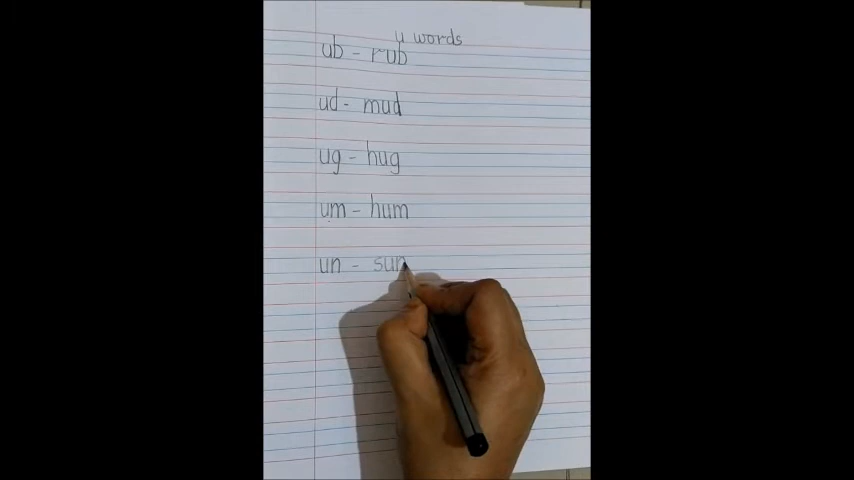 u words
ub - rub
ud - mud
ug - hug
um - hum
un - sun